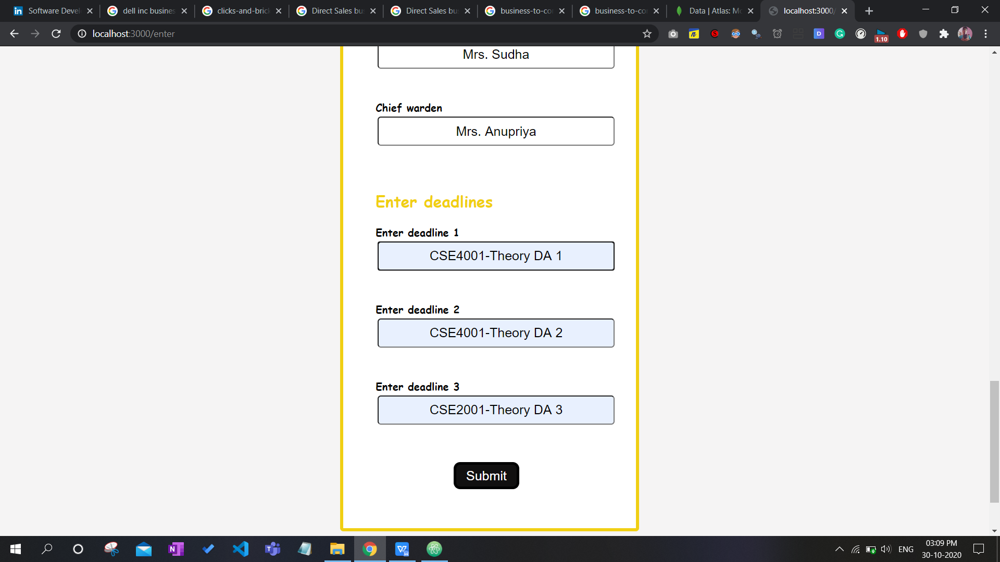 Software Devel
dell inc busines
clicks-and-brick
Direct Sales bu
Direct Sales bu
business-to-co
business-to-co
Data | Atlas: Mo
localhost:3000/
localhost:3000/enter
1.10
Mrs. Sudha
Chief warden
Mrs. Anupriya
Enter deadlines
Enter deadline 1
CSE4001-Theory DA 1
Enter deadline 2
CSE4001-Theory DA 2
Enter deadline 3
CSE2001-Theory DA 3
Submit
ENG
03:09 PM
30-10-2020